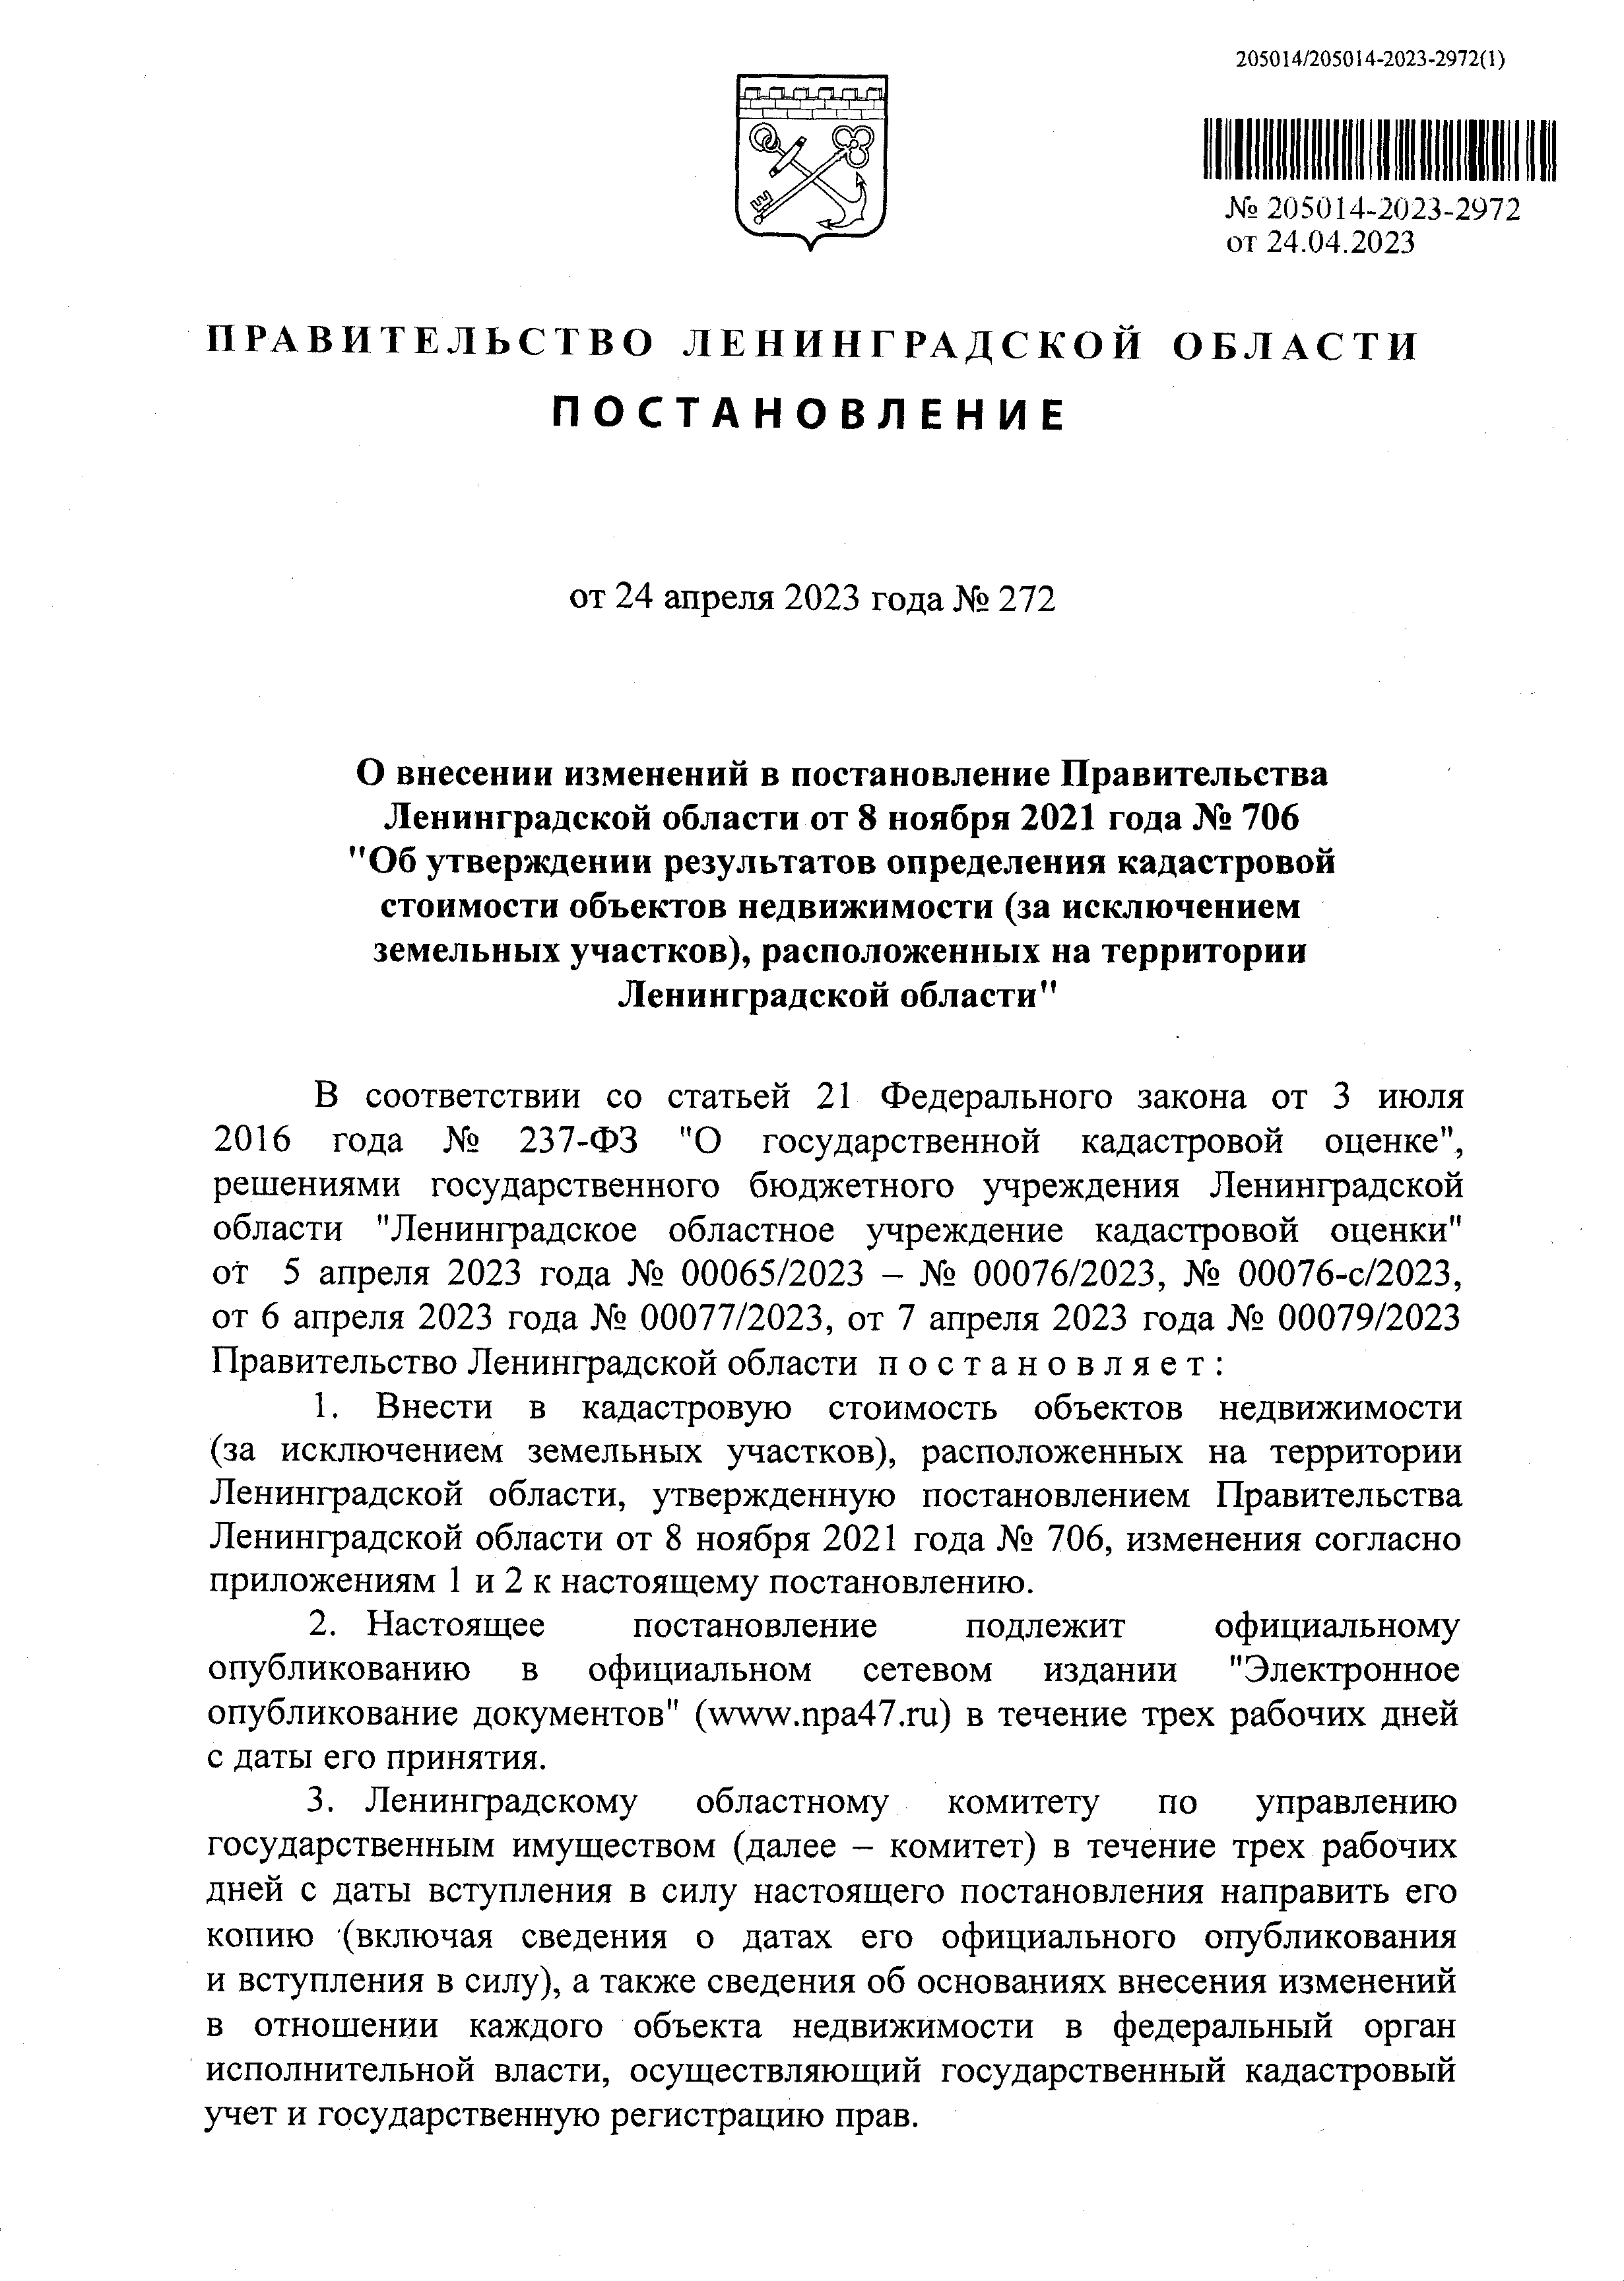 205014/205014-2023-2972(1)
№ 205014-2023-2972
от 24.04.2023
ПРАВИТЕЛЬСТВО ЛЕНИНГРАДСКОЙ ОБЛАСТИ
ПОСТАНОВЛЕНИЕ
от 24 апреля 2023 года № 272
О внесении изменений в постановление Правительства
Ленинградской области от 8 ноября 2021 года № 706
"Об утверждении результатов определения кадастровой
стоимости объектов недвижимости (за исключением
земельных участков), расположенных на территории
Ленинградской области"
В соответствии со статьей 21 Федерального закона от 3 июля
2016 года № 237-ФЗ "О государственной кадастровой оценке",
решениями государственного бюджетного учреждения Ленинградской
области "Ленинградское областное учреждение кадастровой оценки"
от 5 апреля 2023 года № 00065/2023 – № 00076/2023, № 00076-с/2023,
от 6 апреля 2023 года № 00077/2023, от 7 апреля 2023 года № 00079/2023
Правительство Ленинградской области п о с т а н о в л я е т :
1. Внести в кадастровую стоимость объектов недвижимости
(за исключением земельных участков), расположенных на территории
Ленинградской области, утвержденную постановлением Правительства
Ленинградской области от 8 ноября 2021 года № 706, изменения согласно
приложениям 1 и 2 к настоящему постановлению.
2. Настоящее постановление подлежит официальному
опубликованию в официальном сетевом издании "Электронное
опубликование документов" (www.npa47.ru) в течение трех рабочих дней
с даты его принятия.
3. Ленинградскому областному комитету по управлению
государственным имуществом (далее – комитет) в течение трех рабочих
дней с даты вступления в силу настоящего постановления направить его
копию (включая сведения о датах его официального опубликования
и вступления в силу), а также сведения об основаниях внесения изменений
в отношении каждого объекта недвижимости в федеральный орган
исполнительной власти, осуществляющий государственный кадастровый
учет и государственную регистрацию прав.